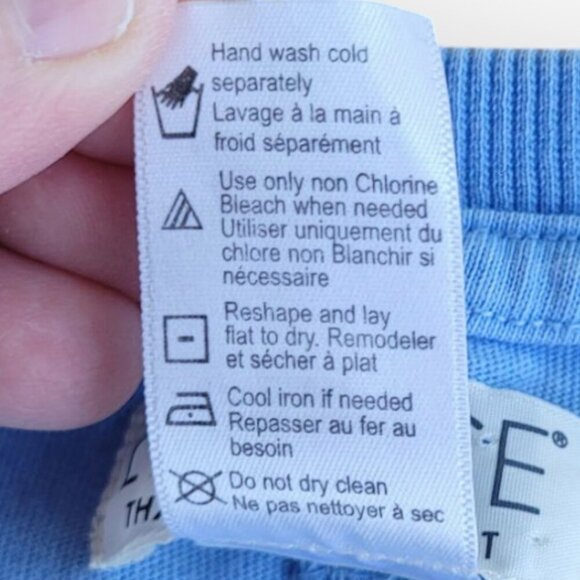 Hand wash cold
separately
Lavage à la main à
froid séparément
Use only non Chlorine
Bleach when needed
Utiliser uniquement du
chlore non Blanchir si
nécessaire
Reshape and lay
flat to dry. Remodeler
et sécher à plat
Cool iron if needed
Repasser au fer au
besoin
Do not dry clean
Ne pas nettoyer à sec